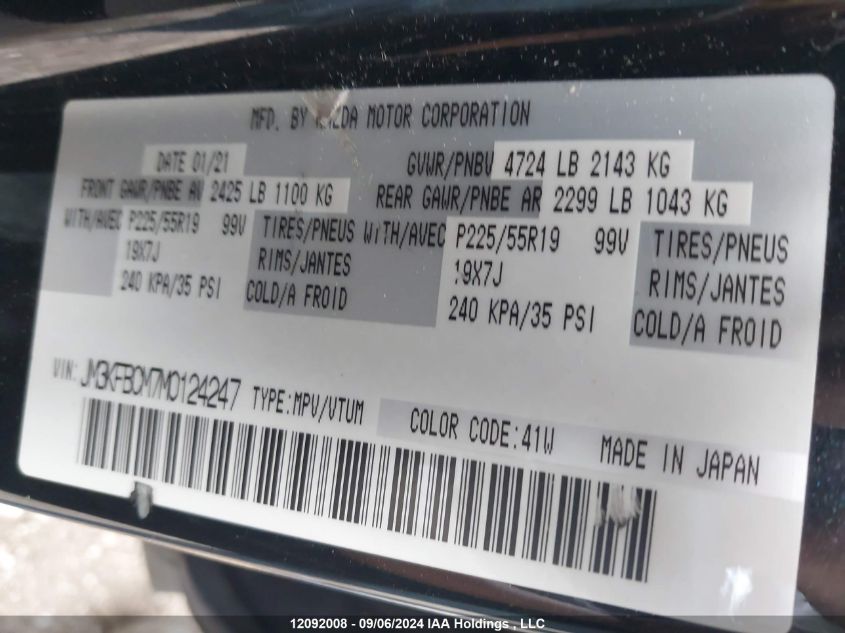 MFD. BY MAZDA MOTOR CORPORATION
DATE 01/21 GVWR/PNBV 4724 LB 2143 KG
FRONT GAWR/PNBE AV 2425 LB 1100 KG REAR GAWR/PNBE AR 2299 LB 1043 KG
WITH/AVEC P225/55R19 99V TIRES/PNEUS WITH/AVEC P225/55R19 99V TIRES/PNEUS
19X7J RIMS/JANTES 19X7J RIMS/JANTES
240 KPA/35 PSI COLD/A FROID 240 KPA/35 PSI COLD/A FROID
VIN: JM3KFBCM7M0124247 TYPE:MPV/VTUM COLOR CODE:41W MADE IN JAPAN
12092008 - 09/06/2024 IAA Holdings , LLC